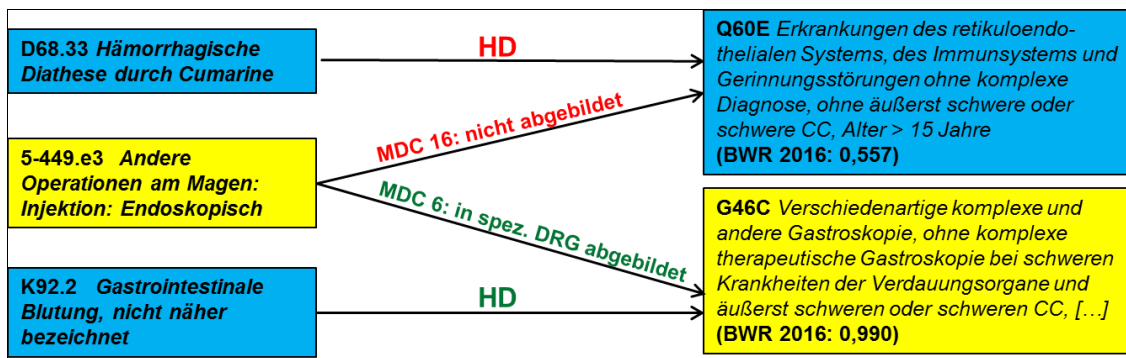 D68.33 Hämorrhagische
Diathese durch Cumarine
HD
Q60E Erkrankungen des retikuloendo-
thelialen Systems, des Immunsystems und
Gerinnungsstörungen ohne komplexe
Diagnose, ohne äußerst schwere oder
schwere CC, Alter > 15 Jahre
(BWR 2016: 0,557)
5-449.e3 Andere
Operationen am Magen:
Injektion: Endoskopisch
MDC 16: nicht abgebildet
MDC 6: in spez. DRG abgebildet
K92.2 Gastrointestinale
Blutung, nicht näher
bezeichnet
HD
G46C Verschiedenartige komplexe und
andere Gastroskopie, ohne komplexe
therapeutische Gastroskopie bei schweren
Krankheiten der Verdauungsorgane und
äußerst schweren oder schweren CC, […]
(BWR 2016: 0,990)